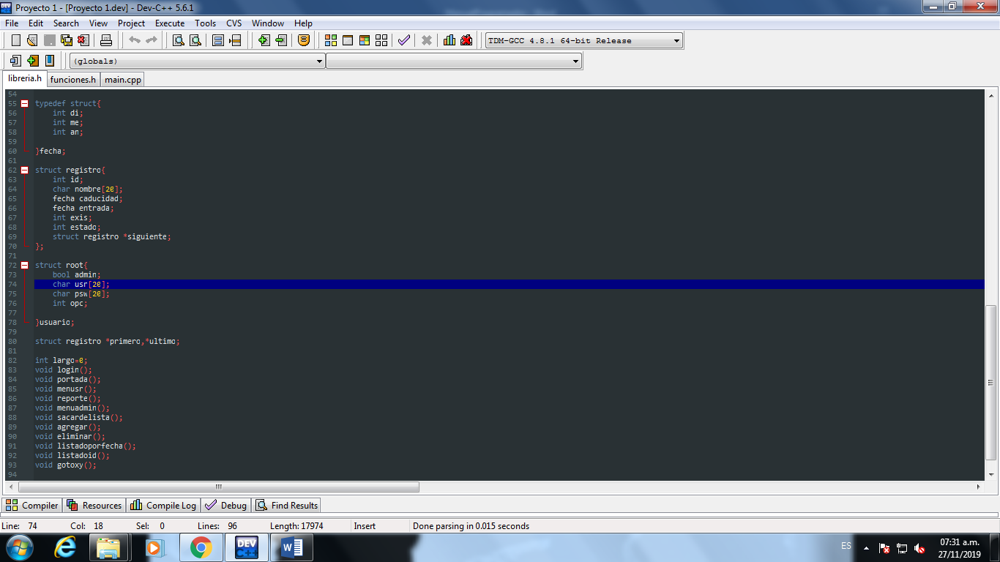 Proyecto 1 - [Proyecto 1.dev] - Dev-C++ 5.6.1
File Edit Search View Project Execute Tools CVS Window Help
TDM-GCC 4.8.1 64-bit Release
(globals)
libreria.h funciones.h main.cpp
54
55 typedef struct{
56 int di;
57 int me;
58 int an;
59
60 }fecha;
61
62 struct registro{
63 int id;
64 char nombre[20];
65 fecha caducidad;
66 fecha entrada;
67 int exis;
68 int estado;
69 struct registro *siguiente;
70 };
71
72 struct root{
73 bool admin;
74 char usr[20];
75 char psw[20];
76 int opc;
77
78 }usuario;
79
80 struct registro *primero,*ultimo;
81
82 int largo=0;
83 void login();
84 void portada();
85 void menusr();
86 void reporte();
87 void menuadmin();
88 void sacardelista();
89 void agregar();
90 void eliminar();
91 void listadoporfecha();
92 void listadoid();
93 void gotoxy();
94
Compiler Resources Compile Log Debug Find Results
Line: 74 Col: 18 Sel: 0 Lines: 96 Length: 17974 Insert Done parsing in 0.015 seconds
DEV C++ W ES 07:31 a.m.
27/11/2019